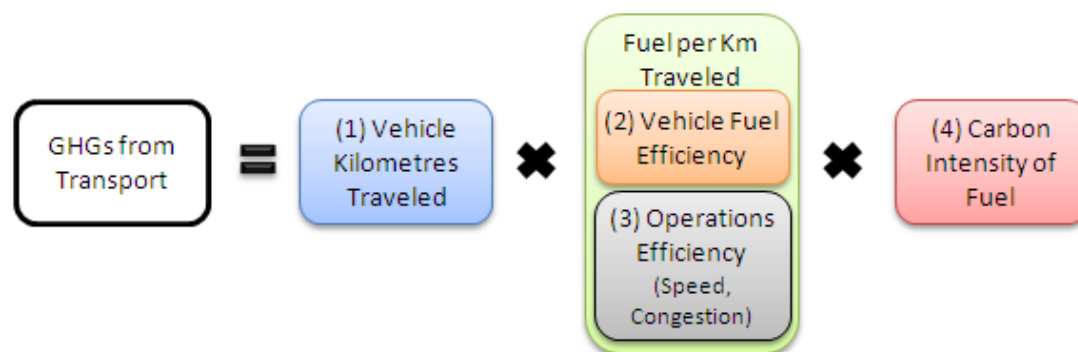 GHGs from
Transport
=
(1) Vehicle
Kilometres
Traveled
✖
Fuel per Km
Traveled
(2) Vehicle Fuel
Efficiency
(3) Operations
Efficiency
(Speed,
Congestion)
✖
(4) Carbon
Intensity of
Fuel